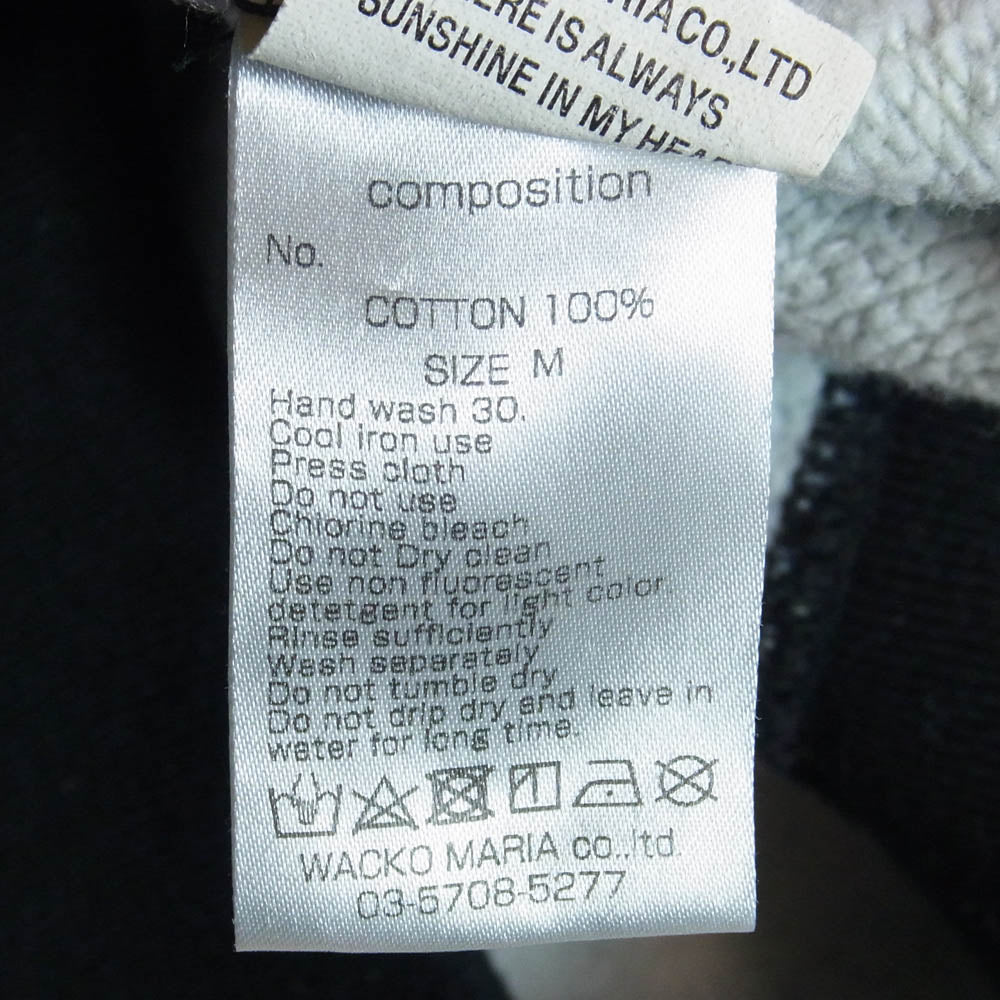 RIA CO.,LTD
ERE IS ALWAYS
SUNSHINE IN MY HEA
composition
No.
COTTON 100%
SIZE M
Hand wash 30.
Cool iron use
Press cloth
Do not use
Chlorine bleach
Do not Dry clean
Use non fluorescent
detetgent for light color.
Rinse sufficiently
Wash separately
Do not tumble dry
Do not drip dry and leave in
water for long time.
WACKO MARIA co.,ltd.
03-5708-5277